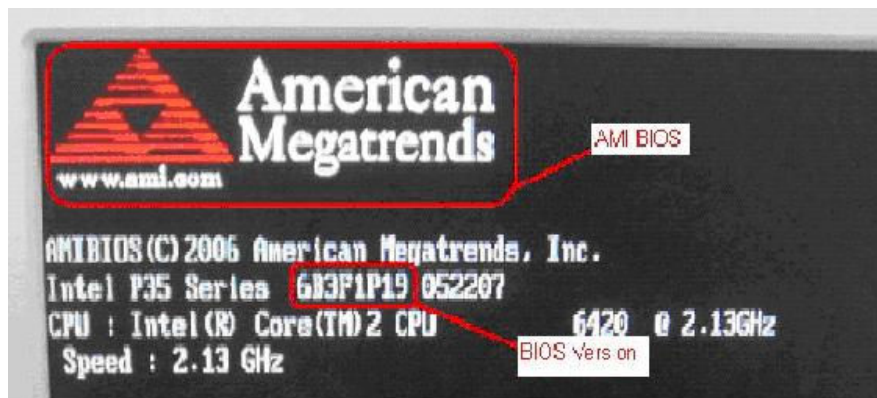 American
Megatrends
www.ami.com
AMI BIOS
AMIBIOS(C)2006 American Megatrends, Inc.
Intel P35 Series 6B3F1P19 052207
CPU : Intel(R) Core(TM)2 CPU 6420 @ 2.13GHz
Speed : 2.13 GHz
BIOS Vers on